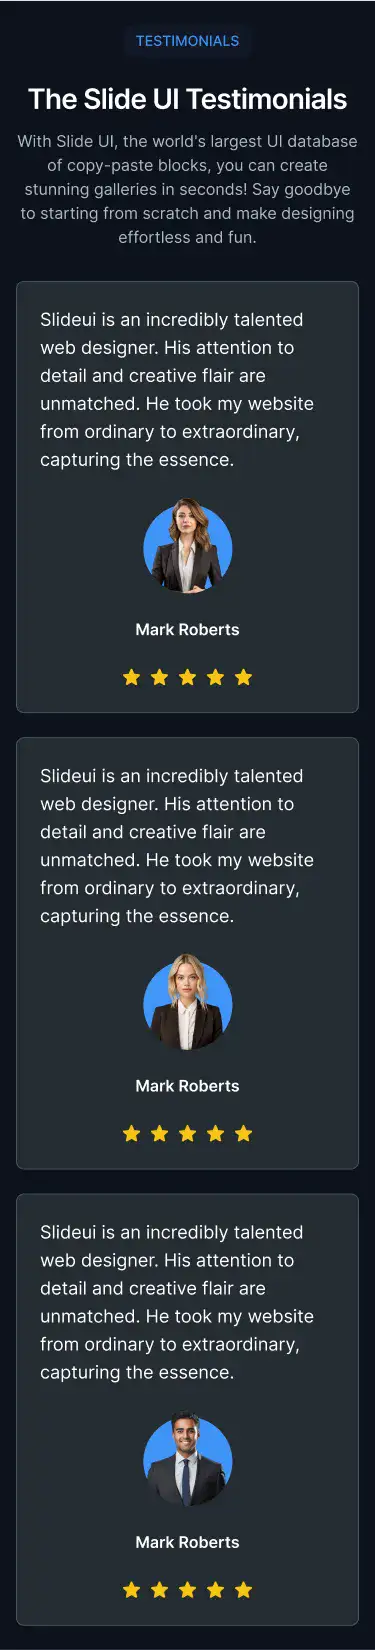 TESTIMONIALS
The Slide UI Testimonials
With Slide UI, the world's largest UI database
of copy-paste blocks, you can create
stunning galleries in seconds! Say goodbye
to starting from scratch and make designing
effortless and fun.
Slideui is an incredibly talented
web designer. His attention to
detail and creative flair are
unmatched. He took my website
from ordinary to extraordinary,
capturing the essence.
Mark Roberts
Slideui is an incredibly talented
web designer. His attention to
detail and creative flair are
unmatched. He took my website
from ordinary to extraordinary,
capturing the essence.
Mark Roberts
Slideui is an incredibly talented
web designer. His attention to
detail and creative flair are
unmatched. He took my website
from ordinary to extraordinary,
capturing the essence.
Mark Roberts